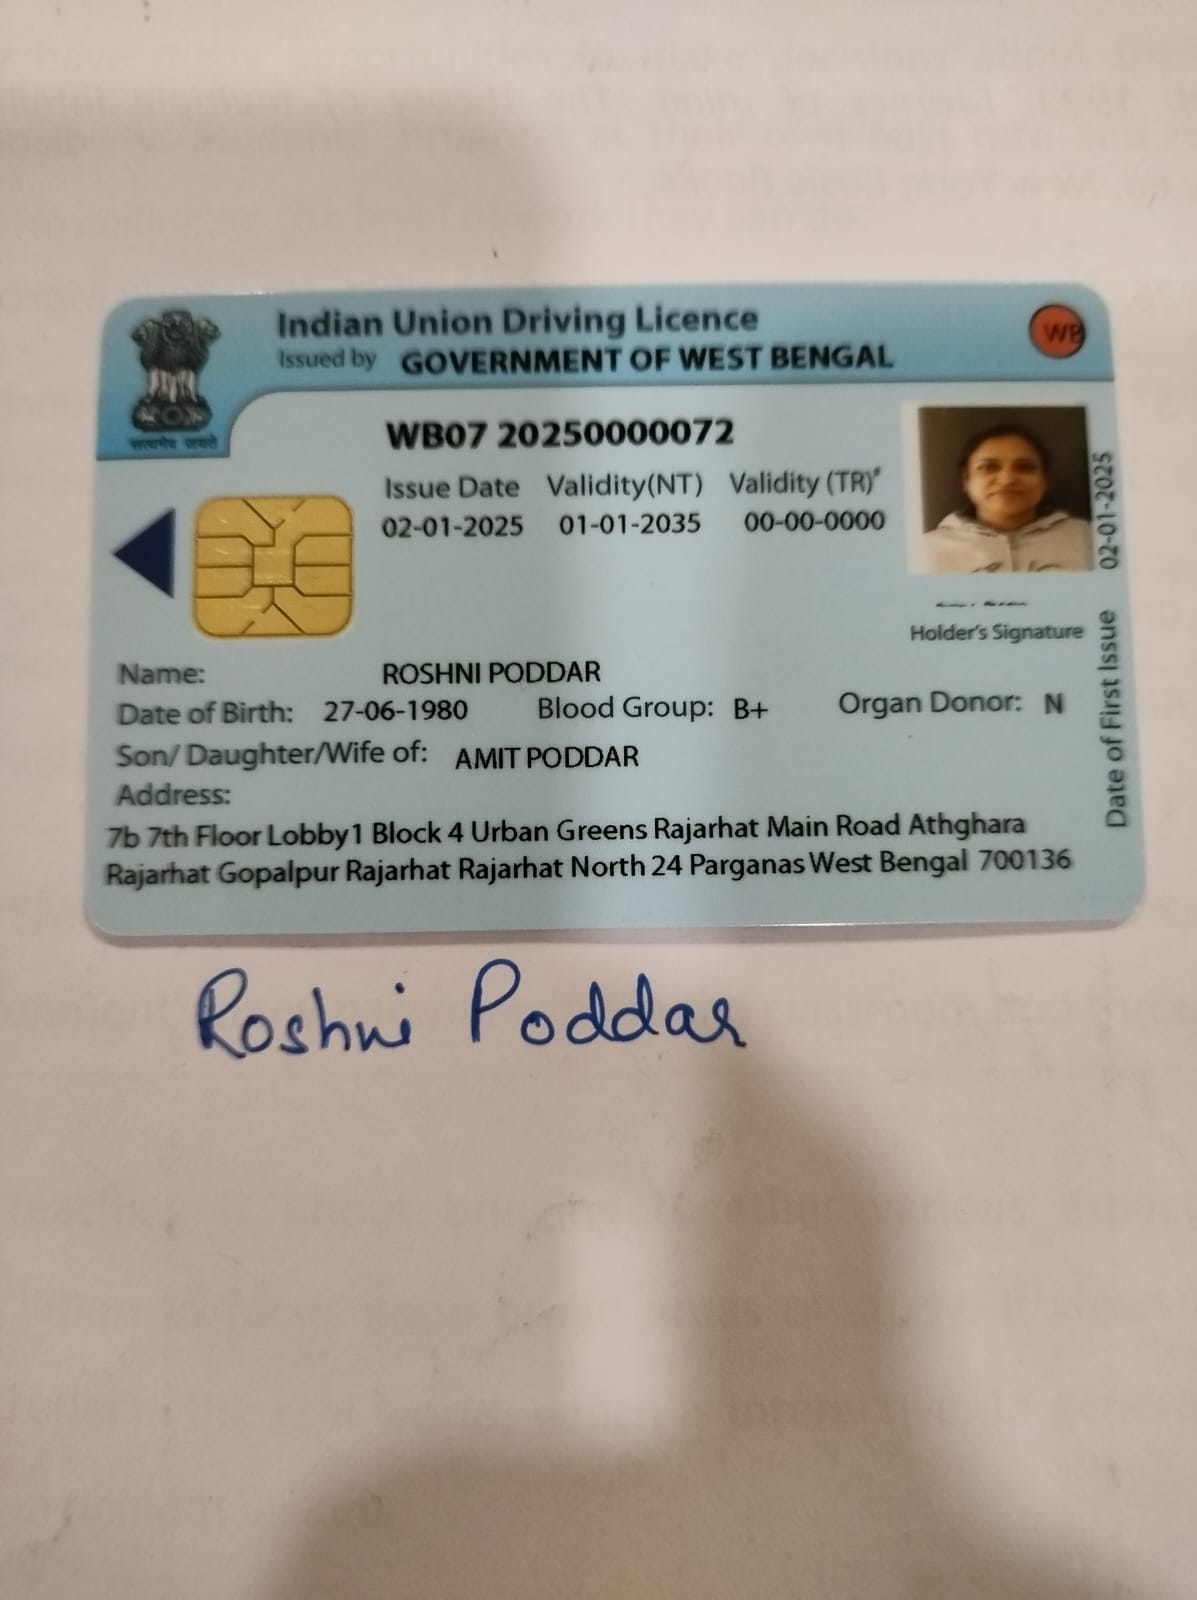 Indian Union Driving Licence
Issued by GOVERNMENT OF WEST BENGAL
WB
सत्यमेव जयते
WB07 20250000072
Issue Date Validity(NT) Validity (TR)#
02-01-2025 01-01-2035 00-00-0000
Holder's Signature
Date of First Issue 02-01-2025
Name: ROSHNI PODDAR
Date of Birth: 27-06-1980 Blood Group: B+ Organ Donor: N
Son/ Daughter/Wife of: AMIT PODDAR
Address:
7b 7th Floor Lobby1 Block 4 Urban Greens Rajarhat Main Road Athghara
Rajarhat Gopalpur Rajarhat Rajarhat North 24 Parganas West Bengal 700136
Roshni Poddar